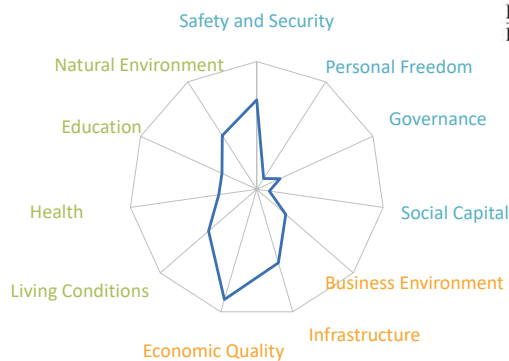 Safety and Security
Natural Environment
Personal Freedom
Education
Governance
Health
Social Capital
Living Conditions
Business Environment
Infrastructure
Economic Quality